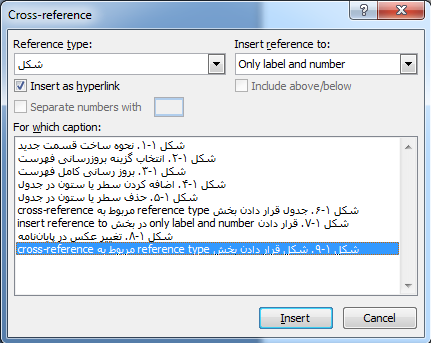 Cross-reference
Reference type:
Insert reference to:
شکل
Only label and number
Insert as hyperlink
Include above/below
Separate numbers with
For which caption:
شکل ۱-۱. نحوه ساخت قسمت جدید
شکل ۱-۲. انتخاب گزینه بروزرسانی فهرست
شکل ۱-۳. بروز رسانی کامل فهرست
شکل ۱-۴. اضافه کردن سطر یا ستون در جدول
شکل ۱-۵. حذف سطر یا ستون در جدول
شکل ۱-۶. جدول قرار دادن بخش reference type مربوط به cross-reference
شکل ۱-۷. قرار دادن only label and number در بخش insert reference to
شکل ۱-۸. تغییر عکس در پایان‌نامه
شکل ۱-۹. شکل قرار دادن بخش reference type مربوط به cross-reference
Insert
Cancel